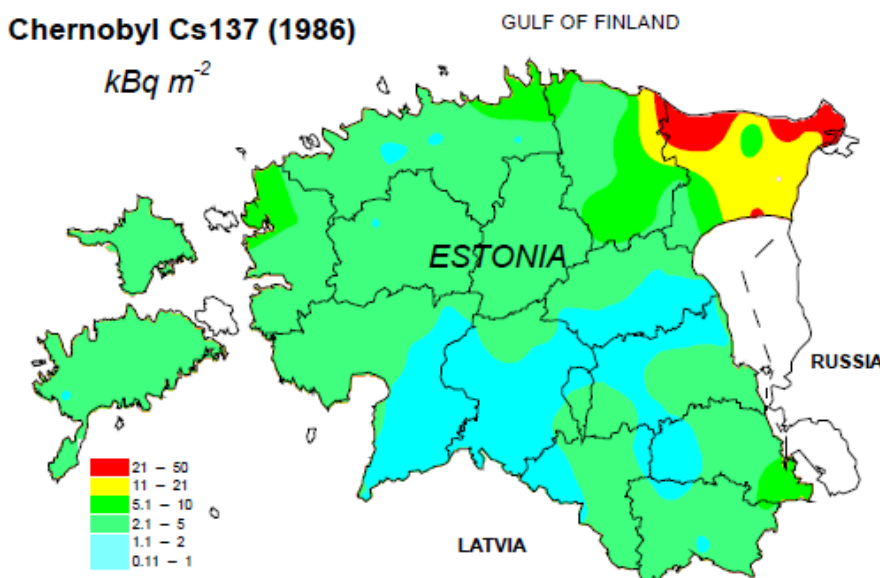 Chernobyl Cs137 (1986)
GULF OF FINLAND
kBq m-2
ESTONIA
RUSSIA
21 – 50
11 – 21
5.1 – 10
2.1 – 5
1.1 – 2
0.11 – 1
LATVIA